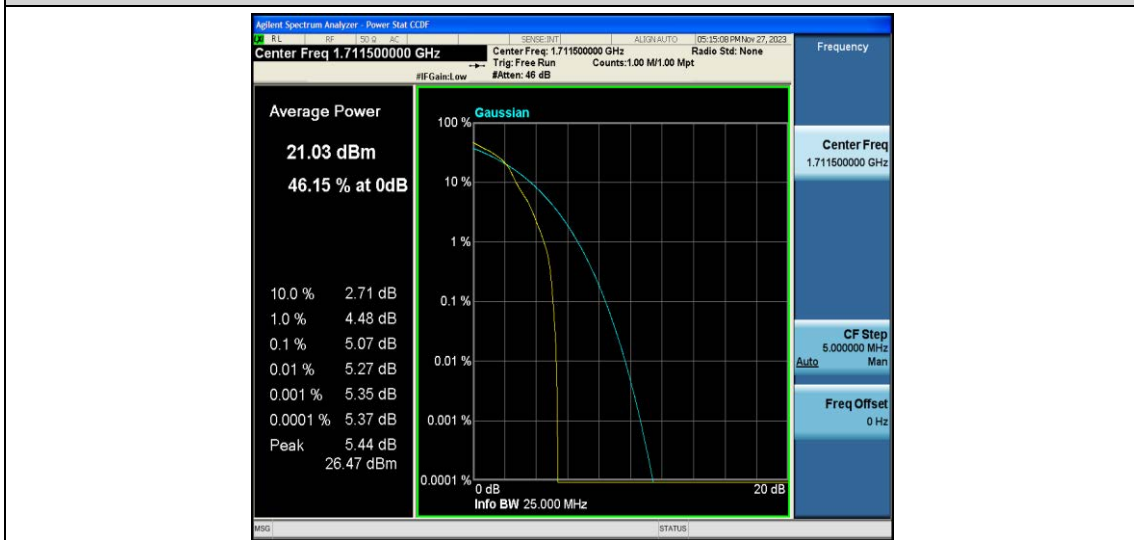 Agilent Spectrum Analyzer - Power Stat CCDF
RL RF 50 Ω AC SENSE:INT ALIGN AUTO 05:15:08 PM Nov 27, 2023
Center Freq 1.711500000 GHz
Center Freq: 1.711500000 GHz Radio Std: None
Trig: Free Run Counts:1.00 M/1.00 Mpt
#IFGain:Low #Atten: 46 dB
Frequency
Average Power
21.03 dBm
46.15 % at 0dB
10.0 % 2.71 dB
1.0 % 4.48 dB
0.1 % 5.07 dB
0.01 % 5.27 dB
0.001 % 5.35 dB
0.0001 % 5.37 dB
Peak 5.44 dB
26.47 dBm
Gaussian
100 %
10 %
1 %
0.1 %
0.01 %
0.001 %
0.0001 %
0 dB 20 dB
Info BW 25.000 MHz
Center Freq
1.711500000 GHz
CF Step
5.000000 MHz
Auto Man
Freq Offset
0 Hz
MSG STATUS